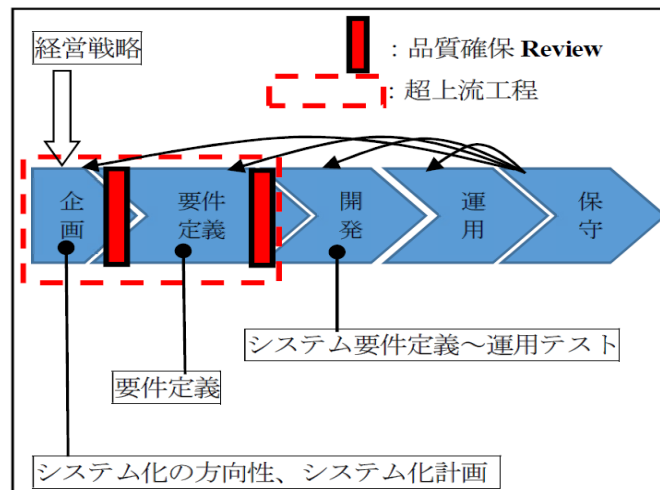 経営戦略
：品質確保 Review
：超上流工程
企画
要件定義
開発
運用
保守
システム要件定義～運用テスト
要件定義
システム化の方向性、システム化計画